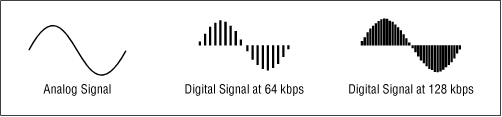 Analog Signal
Digital Signal at 64 kbps
Digital Signal at 128 kbps